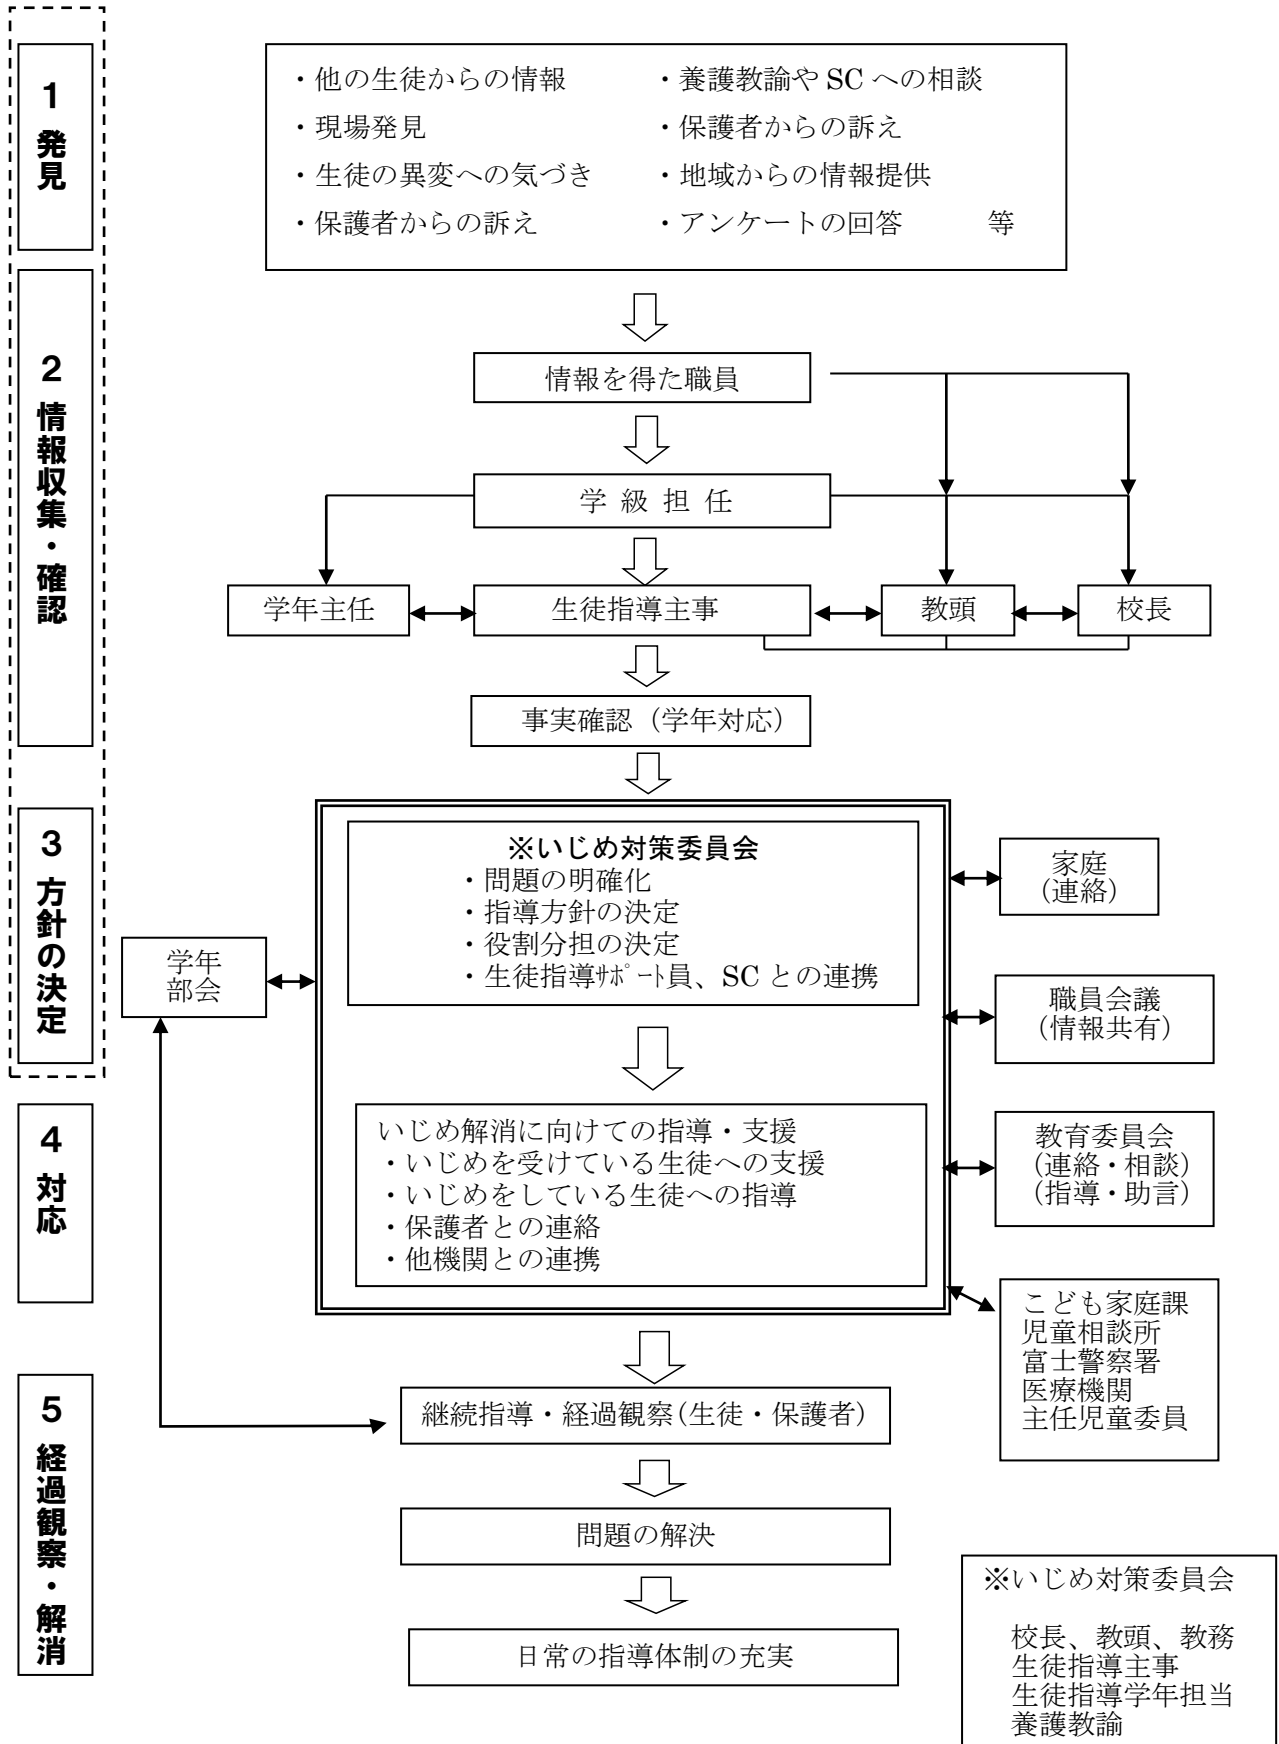 1 発見
・他の生徒からの情報
・現場発見
・生徒の異変への気づき
・保護者からの訴え
・養護教諭や SC への相談
・保護者からの訴え
・地域からの情報提供
・アンケートの回答 等
2 情報収集・確認
情報を得た職員
学 級 担 任
学年主任
生徒指導主事
教頭
校長
事実確認（学年対応）
3 方針の決定
※いじめ対策委員会
・問題の明確化
・指導方針の決定
・役割分担の決定
・生徒指導ｻﾎﾟｰﾄ員、SC との連携
学年
部会
家庭
(連絡)
職員会議
(情報共有)
4 対応
いじめ解消に向けての指導・支援
・いじめを受けている生徒への支援
・いじめをしている生徒への指導
・保護者との連絡
・他機関との連携
教育委員会
(連絡・相談)
(指導・助言)
こども家庭課
児童相談所
富士警察署
医療機関
主任児童委員
5 経過観察・解消
継続指導・経過観察(生徒・保護者)
問題の解決
日常の指導体制の充実
※いじめ対策委員会
校長、教頭、教務
生徒指導主事
生徒指導学年担当
養護教諭